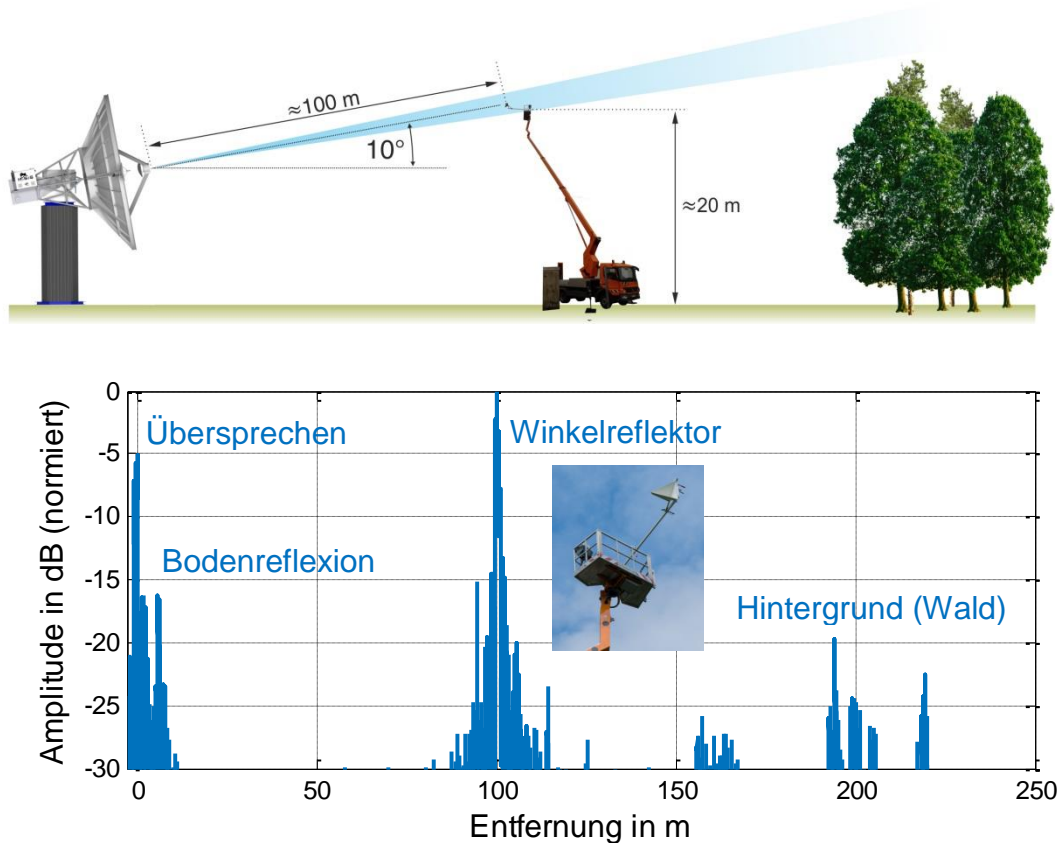 ≈100 m
10°
≈20 m
0
-5
-10
-15
-20
-25
-30
Amplitude in dB (normiert)
Übersprechen
Winkelreflektor
Bodenreflexion
Hintergrund (Wald)
0
50
100
150
200
250
Entfernung in m